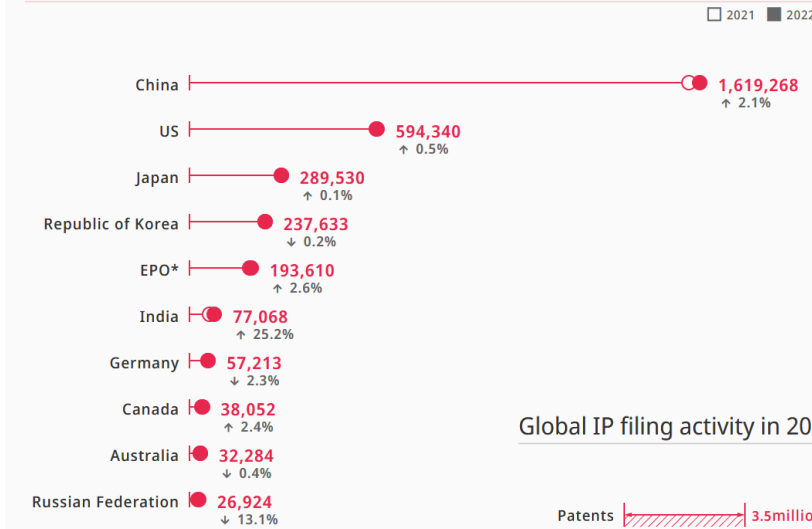 2021 2022
China 1,619,268
↑ 2.1%
US 594,340
↑ 0.5%
Japan 289,530
↑ 0.1%
Republic of Korea 237,633
↓ 0.2%
EPO* 193,610
↑ 2.6%
India 77,068
↑ 25.2%
Germany 57,213
↓ 2.3%
Canada 38,052
↑ 2.4%
Global IP filing activity in 20
Australia 32,284
↓ 0.4%
Russian Federation 26,924
↓ 13.1%
Patents 3.5millio